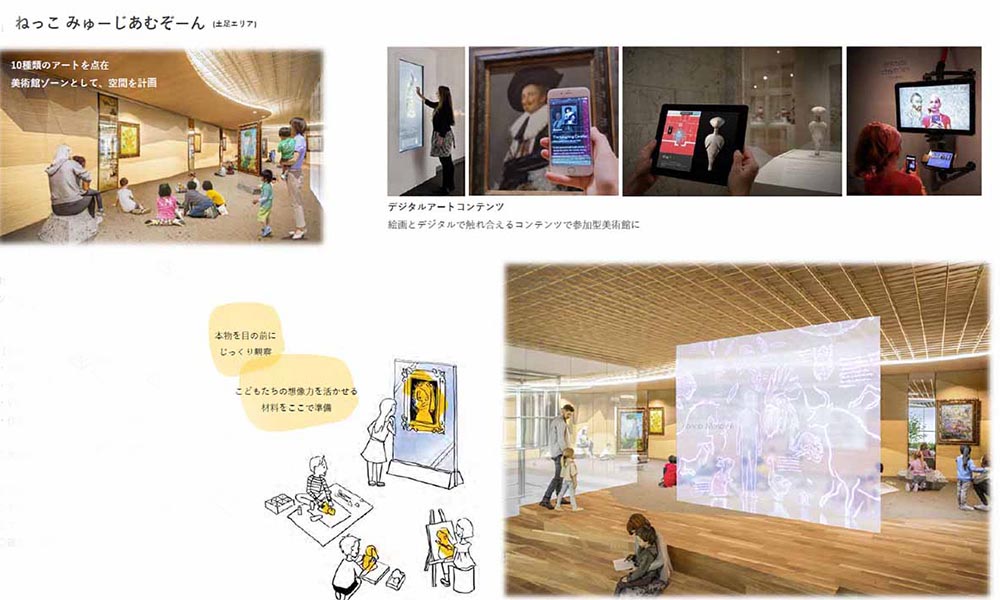 ねっこ みゅーじあむぞーん (土足エリア)
10種類のアートを点在
美術館ゾーンとして、空間を計画
デジタルアートコンテンツ
絵画とデジタルで触れ合えるコンテンツで参加型美術館に
本物を目の前に
じっくり観察
こどもたちの想像力を活かせる
材料をここで準備